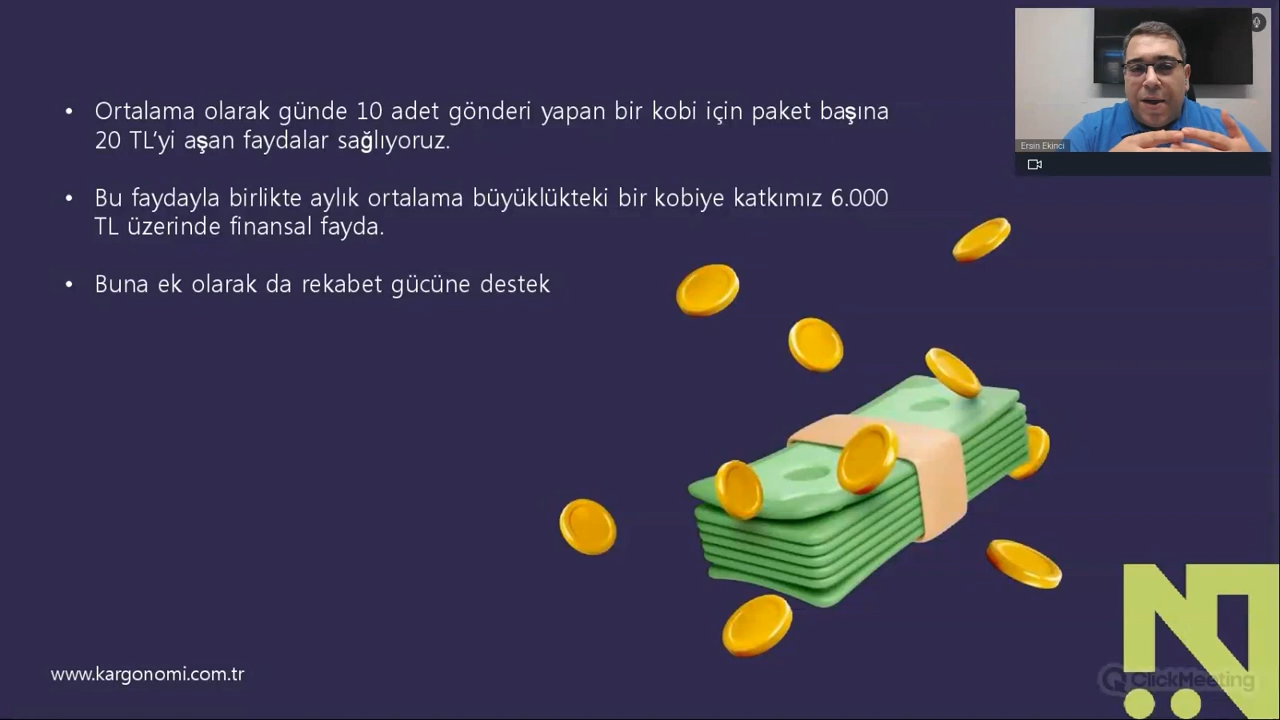 • Ortalama olarak günde 10 adet gönderi yapan bir kobi için paket başına
20 TL'yi aşan faydalar sağlıyoruz.
• Bu faydayla birlikte aylık ortalama büyüklükteki bir kobiye katkımız 6.000
TL üzerinde finansal fayda.
• Buna ek olarak da rekabet gücüne destek
Ersin Ekinci
www.kargonomi.com.tr
ClickMeeting